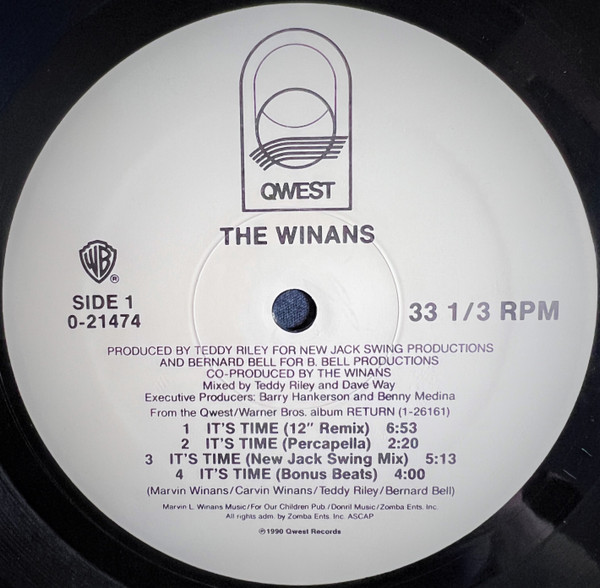 QWEST
THE WINANS
WB
®
SIDE 1
0-21474
33 1/3 RPM
PRODUCED BY TEDDY RILEY FOR NEW JACK SWING PRODUCTIONS
AND BERNARD BELL FOR B. BELL PRODUCTIONS
CO-PRODUCED BY THE WINANS
Mixed by Teddy Riley and Dave Way
Executive Producers: Barry Hankerson and Benny Medina
From the Qwest/Warner Bros. album RETURN (1-26161)
1 IT'S TIME (12" Remix) 6:53
2 IT'S TIME (Percapella) 2:20
3 IT'S TIME (New Jack Swing Mix) 5:13
4 IT'S TIME (Bonus Beats) 4:00
(Marvin Winans/Carvin Winans/Teddy Riley/Bernard Bell)
Marvin L. Winans Music/For Our Children Pub./Donril Music/Zomba Ents. Inc.
All rights adm. by Zomba Ents. Inc. ASCAP
℗1990 Qwest Records